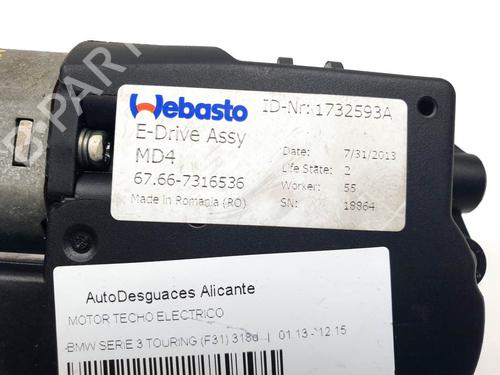 Webasto
ID-Nr: 1732593A
E-Drive Assy
MD4
67.66-7316536
Made in Romania (RO)
Date: 7/31/2013
Life State: 2
Worker: 55
SN: 18864
AutoDesguaces Alicante
MOTOR TECHO ELECTRICO
BMW SERIE 3 TOURING (F31) 318d | 01.13-'12.15
B-PART